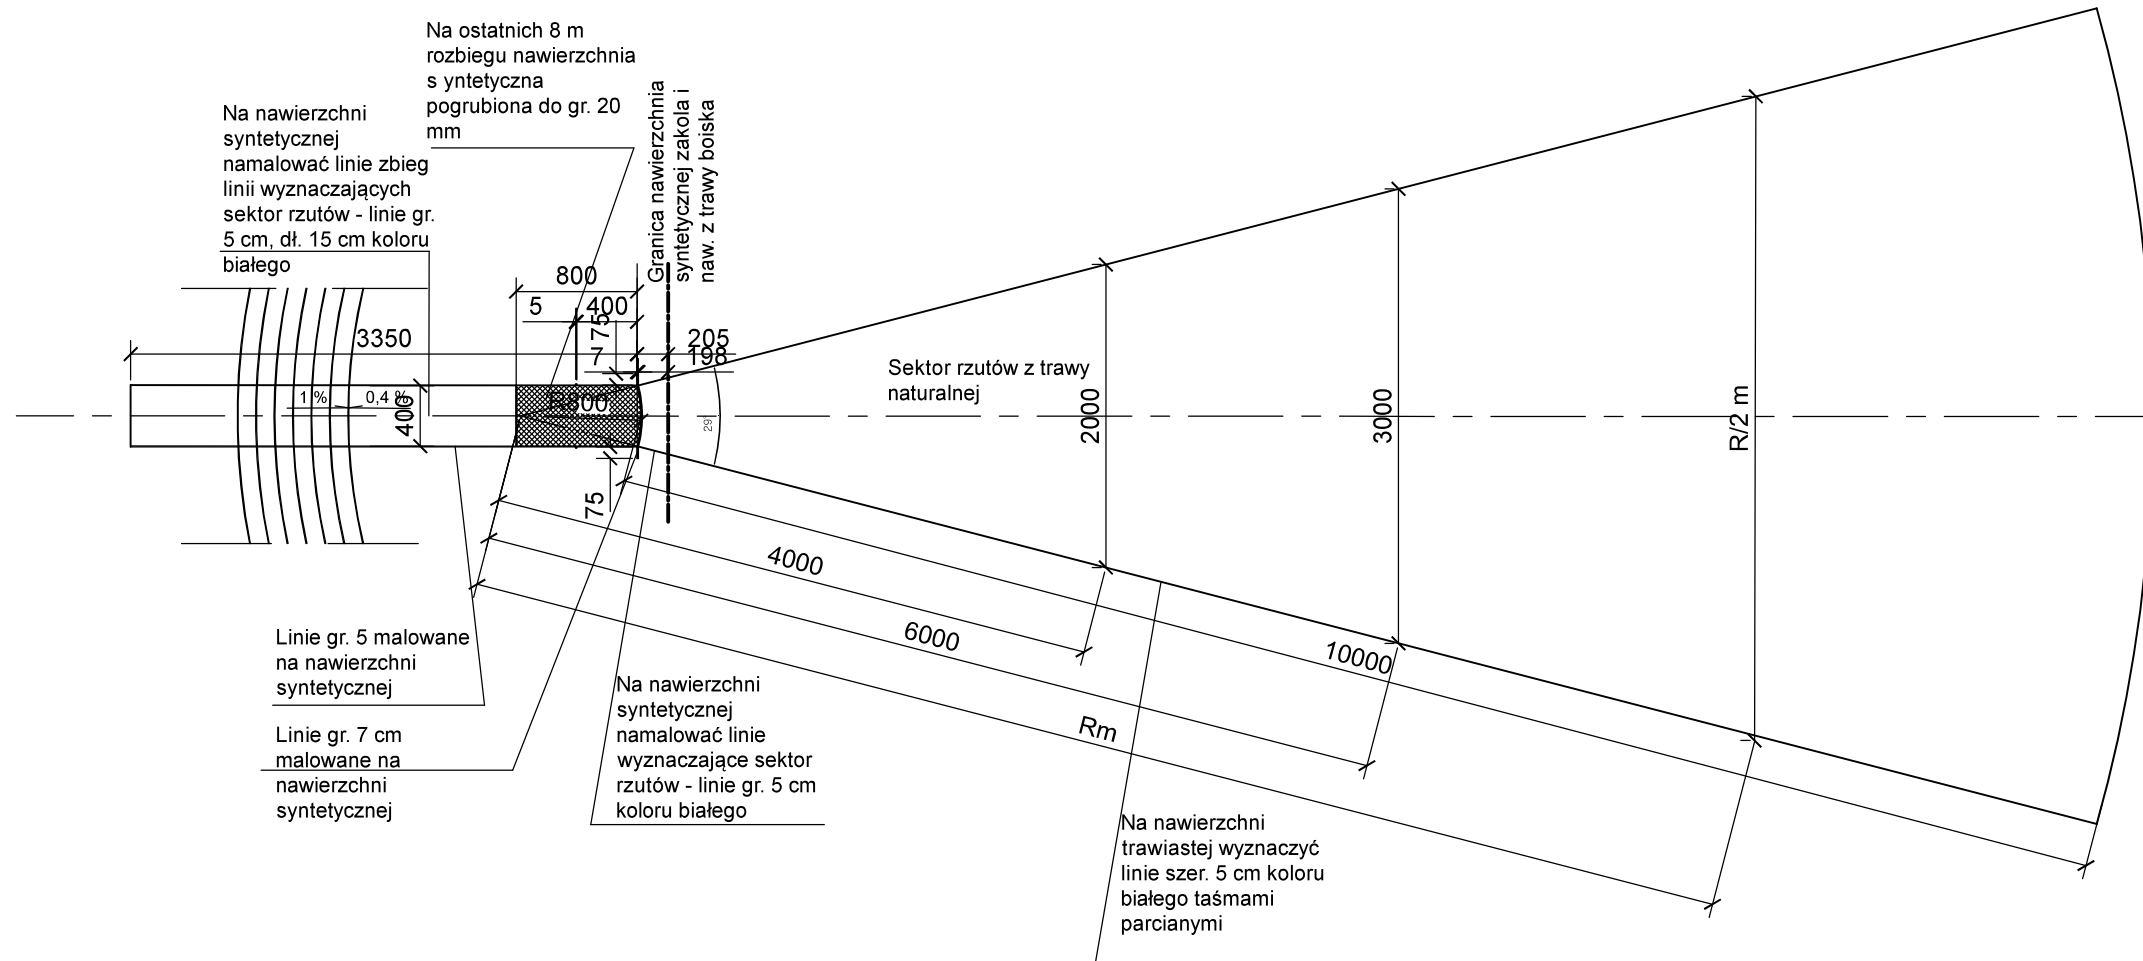 Na ostatnich 8 m
rozbiegu nawierzchnia
s yntetyczna
pogrubiona do gr. 20
mm
Na nawierzchni
syntetycznej
namalować linie zbieg
linii wyznaczających
sektor rzutów - linie gr.
5 cm, dł. 15 cm koloru
białego
Granica nawierzchnia
syntetycznej zakola i
naw. z trawy boiska
800
5
400
75
3350
7
205
198
1 %
0,4 %
400
R800
29°
Sektor rzutów z trawy
naturalnej
2000
3000
R/2 m
75
4000
6000
10000
Rm
Linie gr. 5 malowane
na nawierzchni
syntetycznej
Linie gr. 7 cm
malowane na
nawierzchni
syntetycznej
Na nawierzchni
syntetycznej
namalować linie
wyznaczające sektor
rzutów - linie gr. 5 cm
koloru białego
Na nawierzchni
trawiastej wyznaczyć
linie szer. 5 cm koloru
białego taśmami
parcianymi